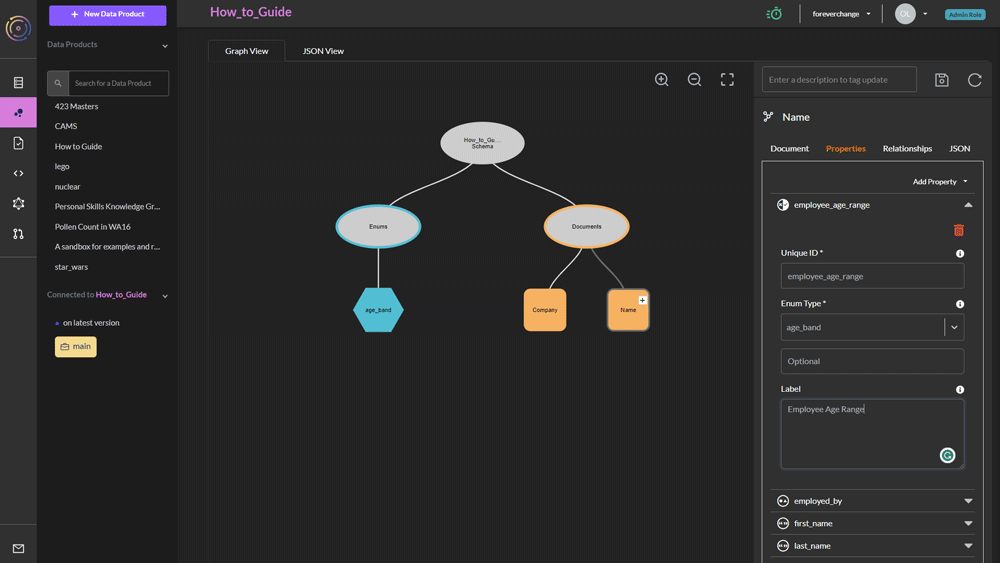 New Data Product
How_to_Guide
foreverchange
OL
Admin Role
Data Products
Search for a Data Product
423 Masters
CAMS
How to Guide
lego
nuclear
Personal Skills Knowledge Gr...
Pollen Count in WA16
A sandbox for examples and r...
star_wars
Connected to How_to_Guide
on latest version
main
Graph View
JSON View
How_to_Gu...
Schema
Enums
Documents
age_band
Company
Name
Enter a description to tag update
Name
Document
Properties
Relationships
JSON
Add Property
employee_age_range
Unique ID *
employee_age_range
Enum Type *
age_band
Optional
Label
Employee Age Range
employed_by
first_name
last_name